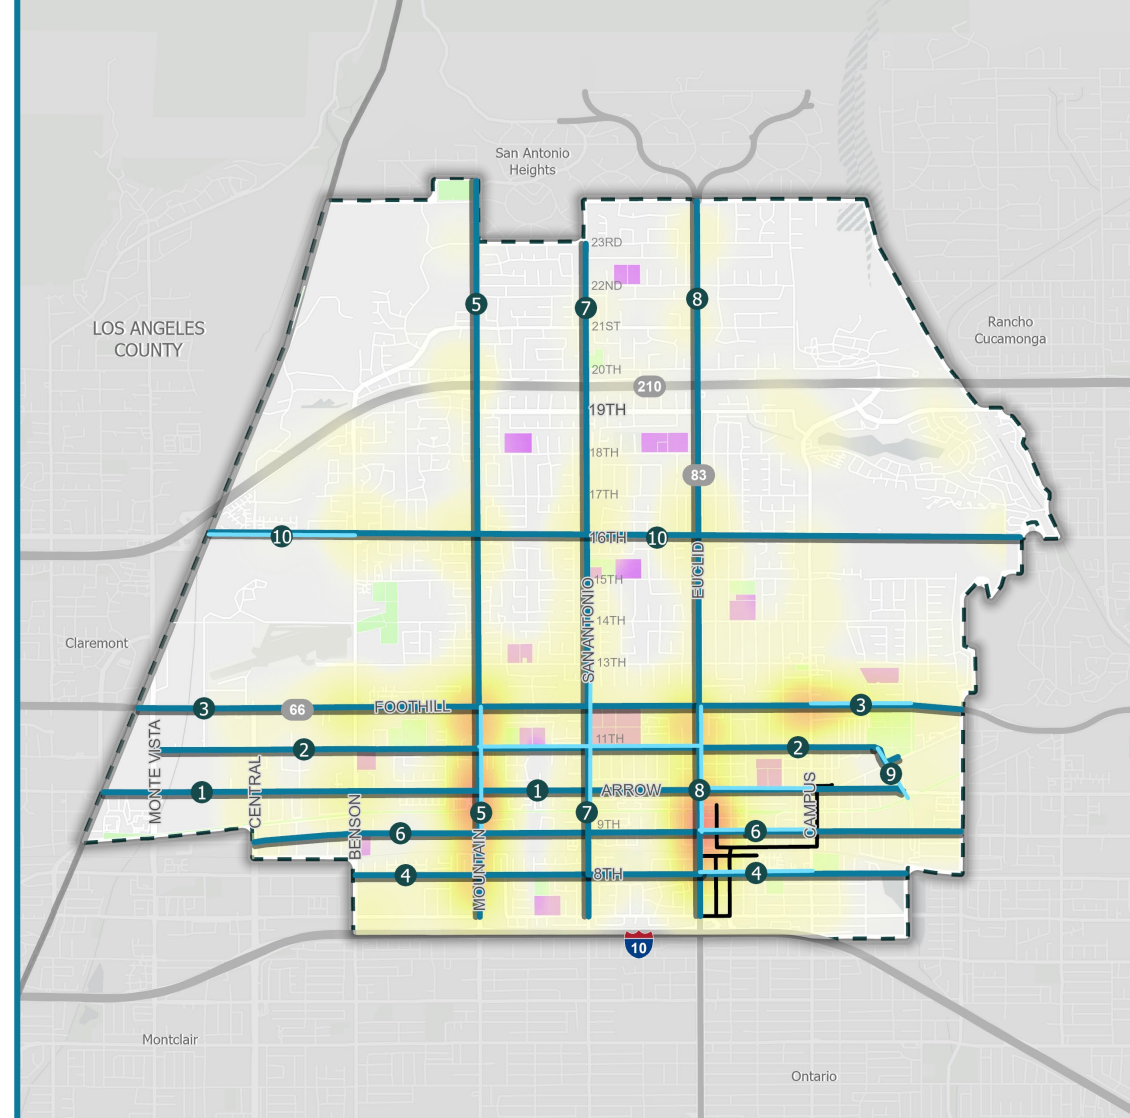 San Antonio
Heights
23RD
22ND
5
7
8
21ST
LOS ANGELES
COUNTY
Rancho
Cucamonga
20TH
210
19TH
18TH
83
17TH
10
16TH
10
EUCLID
15TH
SAN ANTONIO
14TH
Claremont
13TH
3
66
FOOTHILL
3
MONTE VISTA
2
11TH
2
9
CENTRAL
1
1
ARROW
8
CAMPUS
BENSON
5
7
9TH
6
6
MOUNTAIN
4
8TH
4
10
Montclair
Ontario